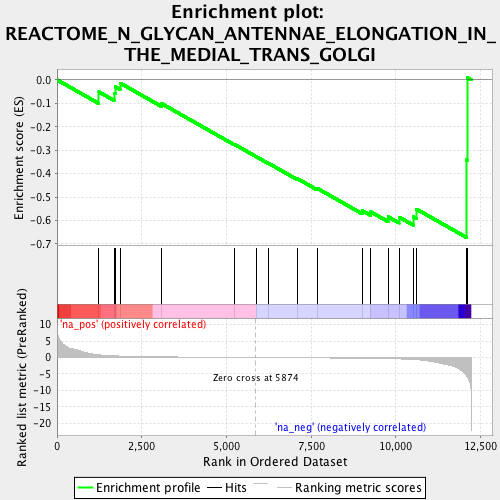 Enrichment plot:
REACTOME_N_GLYCAN_ANTENNAE_ELONGATION_IN_
THE_MEDIAL_TRANS_GOLGI
Enrichment score (ES)
0.0
-0.1
-0.2
-0.3
-0.4
-0.5
-0.6
-0.7
'na_pos' (positively correlated)
Ranked list metric (PreRanked)
10
5
0
-5
-10
-15
-20
Zero cross at 5874
'na_neg' (negatively correlated)
0
2,500
5,000
7,500
10,000
12,500
Rank in Ordered Dataset
Enrichment profile
Hits
Ranking metric scores